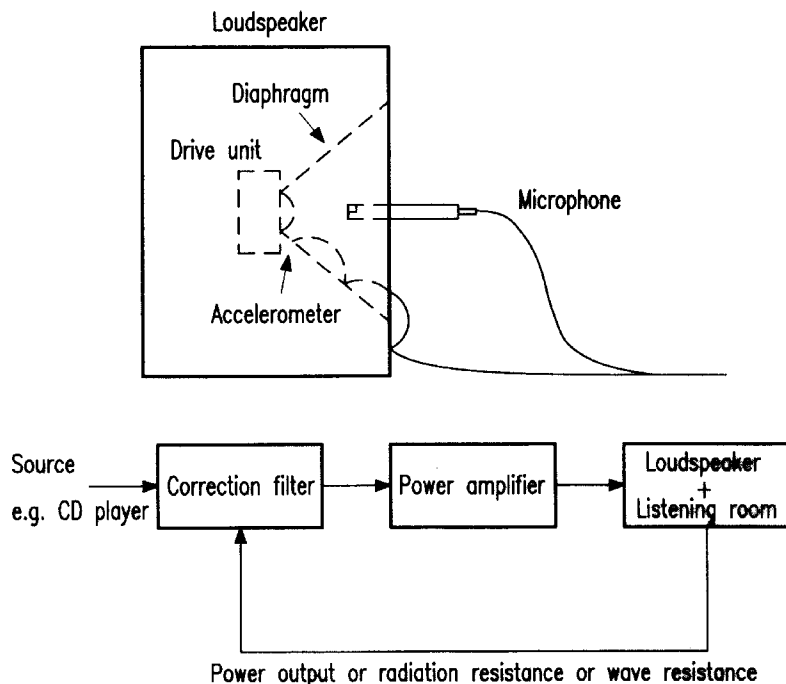 Loudspeaker
Diaphragm
Drive unit
Microphone
Accelerometer
Source
e.g. CD player
Correction filter
Power amplifier
Loudspeaker
+
Listening room
Power output or radiation resistance or wave resistance